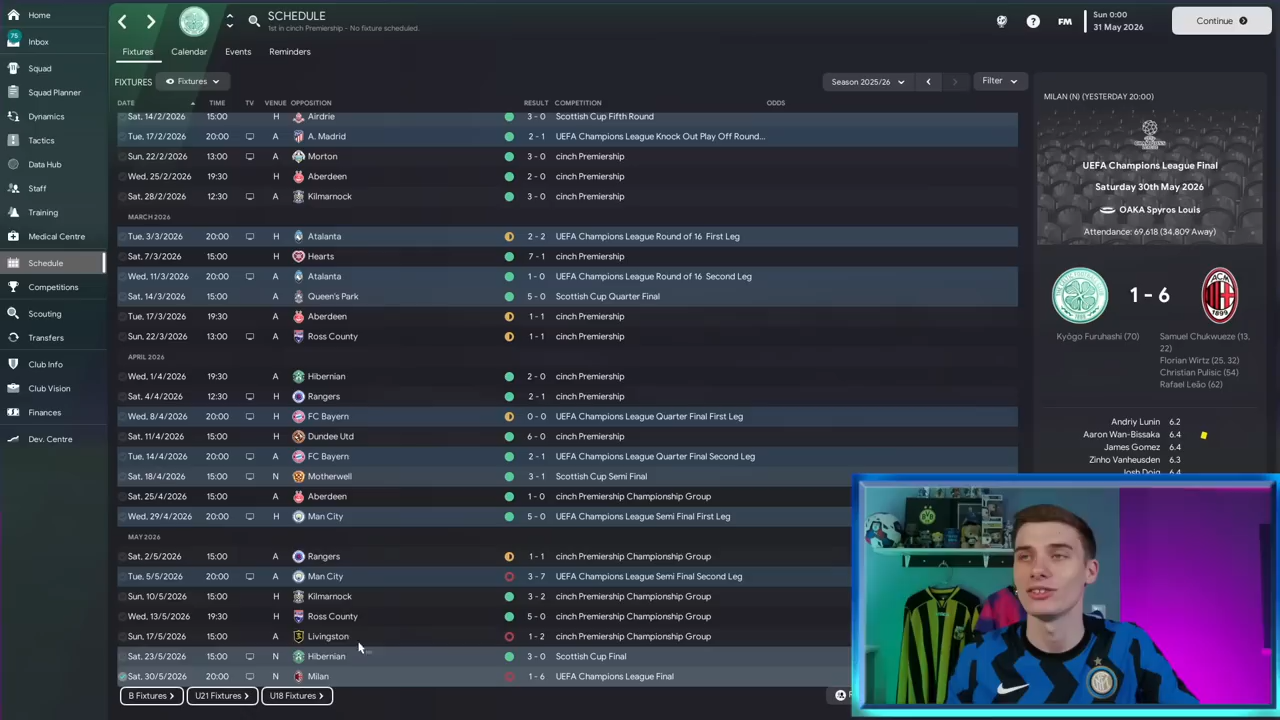 Home
Inbox
75
Squad
Squad Planner
Dynamics
Tactics
Data Hub
Staff
Training
Medical Centre
Schedule
Competitions
Scouting
Transfers
Club Info
Club Vision
Finances
Dev. Centre
SCHEDULE
1st in cinch Premiership - No fixture scheduled.
FM
Sun 0:00
31 May 2026
Continue
Fixtures
Calendar
Events
Reminders
FIXTURES
Fixtures
Season 2025/26
Filter
DATE TIME TV VENUE OPPOSITION RESULT COMPETITION ODDS
Sat, 14/2/2026 15:00 H Airdrie 3 - 0 Scottish Cup Fifth Round
Tue, 17/2/2026 20:00 A A. Madrid 2 - 1 UEFA Champions League Knock Out Play Off Round...
Sun, 22/2/2026 13:00 A Morton 3 - 0 cinch Premiership
Wed, 25/2/2026 19:30 H Aberdeen 2 - 0 cinch Premiership
Sat, 28/2/2026 12:30 A Kilmarnock 3 - 0 cinch Premiership
MARCH 2026
Tue, 3/3/2026 20:00 H Atalanta 2 - 2 UEFA Champions League Round of 16 First Leg
Sat, 7/3/2026 15:00 H Hearts 7 - 1 cinch Premiership
Wed, 11/3/2026 20:00 A Atalanta 1 - 0 UEFA Champions League Round of 16 Second Leg
Sat, 14/3/2026 15:00 A Queen's Park 5 - 0 Scottish Cup Quarter Final
Tue, 17/3/2026 19:30 A Aberdeen 1 - 1 cinch Premiership
Sun, 22/3/2026 13:00 A Ross County 1 - 1 cinch Premiership
APRIL 2026
Wed, 1/4/2026 19:30 A Hibernian 2 - 0 cinch Premiership
Sat, 4/4/2026 12:30 H Rangers 2 - 1 cinch Premiership
Wed, 8/4/2026 20:00 H FC Bayern 0 - 0 UEFA Champions League Quarter Final First Leg
Sat, 11/4/2026 15:00 H Dundee Utd 6 - 0 cinch Premiership
Tue, 14/4/2026 20:00 A FC Bayern 2 - 1 UEFA Champions League Quarter Final Second Leg
Sat, 18/4/2026 15:00 N Motherwell 3 - 1 Scottish Cup Semi Final
Sat, 25/4/2026 15:00 A Aberdeen 1 - 0 cinch Premiership Championship Group
Wed, 29/4/2026 20:00 H Man City 5 - 0 UEFA Champions League Semi Final First Leg
MAY 2026
Sat, 2/5/2026 15:00 A Rangers 1 - 1 cinch Premiership Championship Group
Tue, 5/5/2026 20:00 A Man City 3 - 7 UEFA Champions League Semi Final Second Leg
Sun, 10/5/2026 15:00 H Kilmarnock 3 - 2 cinch Premiership Championship Group
Wed, 13/5/2026 19:30 H Ross County 5 - 0 cinch Premiership Championship Group
Sun, 17/5/2026 15:00 A Livingston 1 - 2 cinch Premiership Championship Group
Sat, 23/5/2026 15:00 N Hibernian 3 - 0 Scottish Cup Final
Sat, 30/5/2026 20:00 N Milan 1 - 6 UEFA Champions League Final
B Fixtures
U21 Fixtures
U18 Fixtures
MILAN (N) (YESTERDAY 20:00)
UEFA Champions League Final
Saturday 30th May 2026
OAKA Spyros Louis
Attendance: 69,618 (34,809 Away)
1 - 6
Kyōgo Furuhashi (70)
Samuel Chukwueze (13,
22)
Florian Wirtz (25, 32)
Christian Pulisic (54)
Rafael Leão (62)
Andriy Lunin 6.2
Aaron Wan-Bissaka 6.4
James Gomez 6.4
Zinho Vanheusden 6.3
Josh Doig 6.4